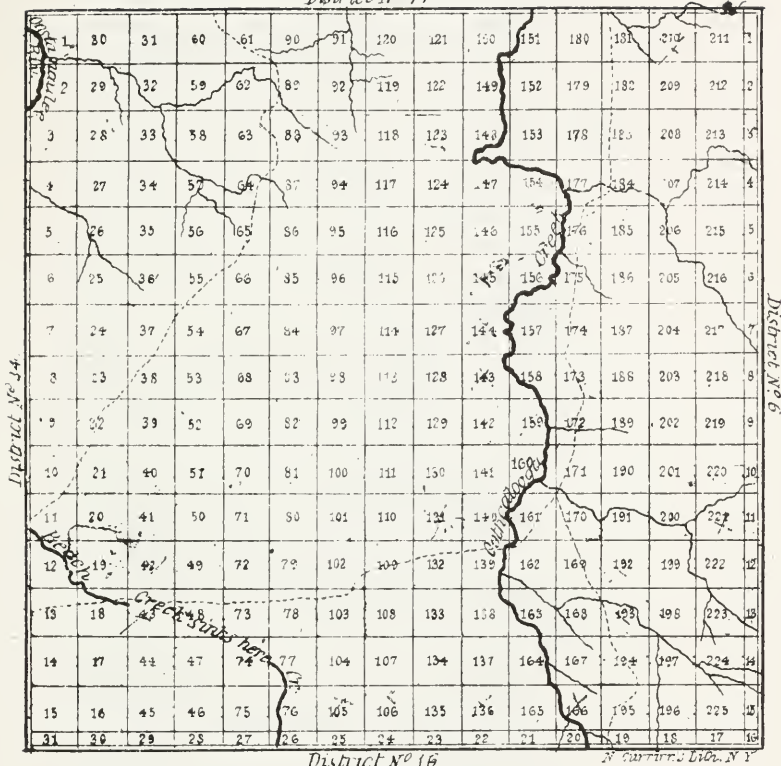 1 30 31 60 61 90 91 120 121 150 151 180 181 210 211 1
2 29 32 59 62 89 92 119 122 149 152 179 182 209 212 2
3 28 33 58 63 88 93 118 123 148 153 178 183 208 213 3
4 27 34 57 64 87 94 117 124 147 154 177 184 207 214 4
5 26 35 56 65 86 95 116 125 146 155 176 185 206 215 5
6 25 36 55 66 85 96 115 126 145 156 175 186 205 216 6
7 24 37 54 67 84 97 114 127 144 157 174 187 204 217 7
8 23 38 53 68 83 98 113 128 143 158 173 188 203 218 8
9 22 39 52 69 82 99 112 129 142 159 172 189 202 219 9
10 21 40 51 70 81 100 111 130 141 160 171 190 201 220 10
11 20 41 50 71 80 101 110 131 140 161 170 191 200 221 11
12 19 42 49 72 79 102 109 132 139 162 169 192 199 222 12
13 18 43 48 73 78 103 108 133 138 163 168 193 198 223 13
14 17 44 47 74 77 104 107 134 137 164 167 194 197 224 14
15 16 45 46 75 76 105 106 135 136 165 166 195 196 225 15
31 30 29 28 27 26 25 24 23 22 21 20 19 18 17 16
Creek
Creek sinks here
Cr.
District No 14
District No 6
District No 16
N Currier's Lith. N Y